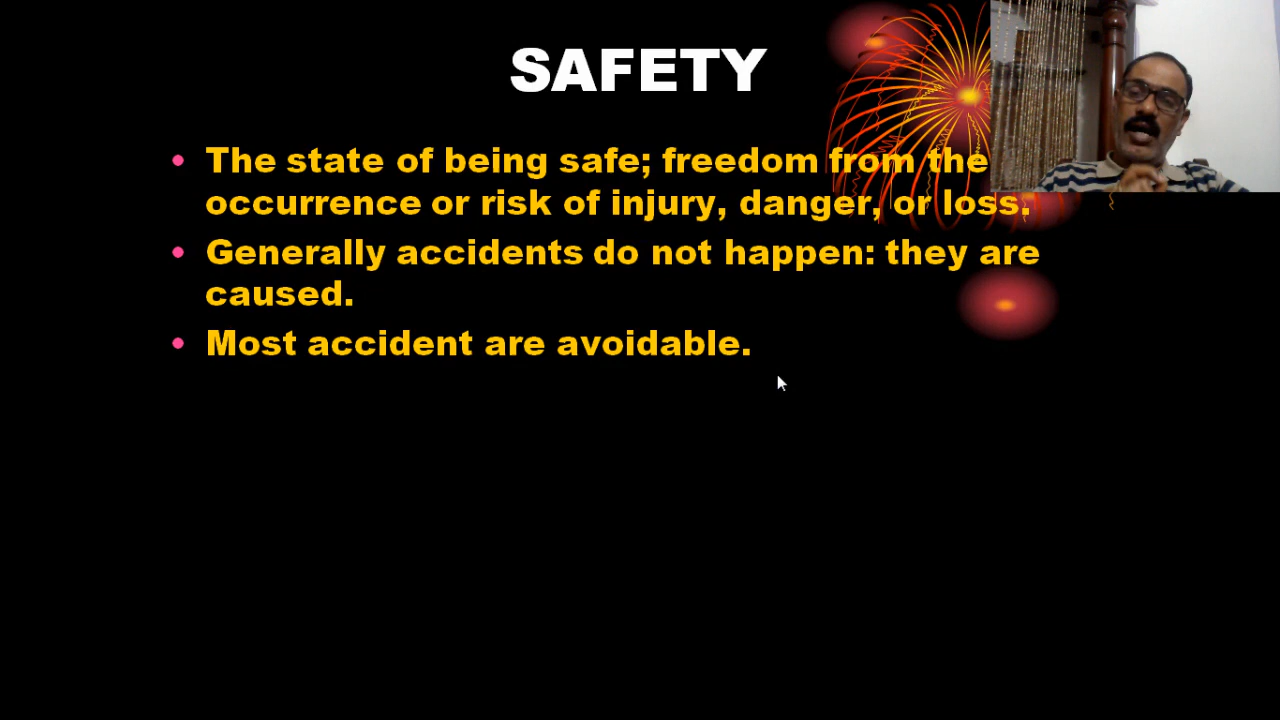 SAFETY
• The state of being safe; freedom from the
occurrence or risk of injury, danger, or loss.
• Generally accidents do not happen: they are
caused.
• Most accident are avoidable.